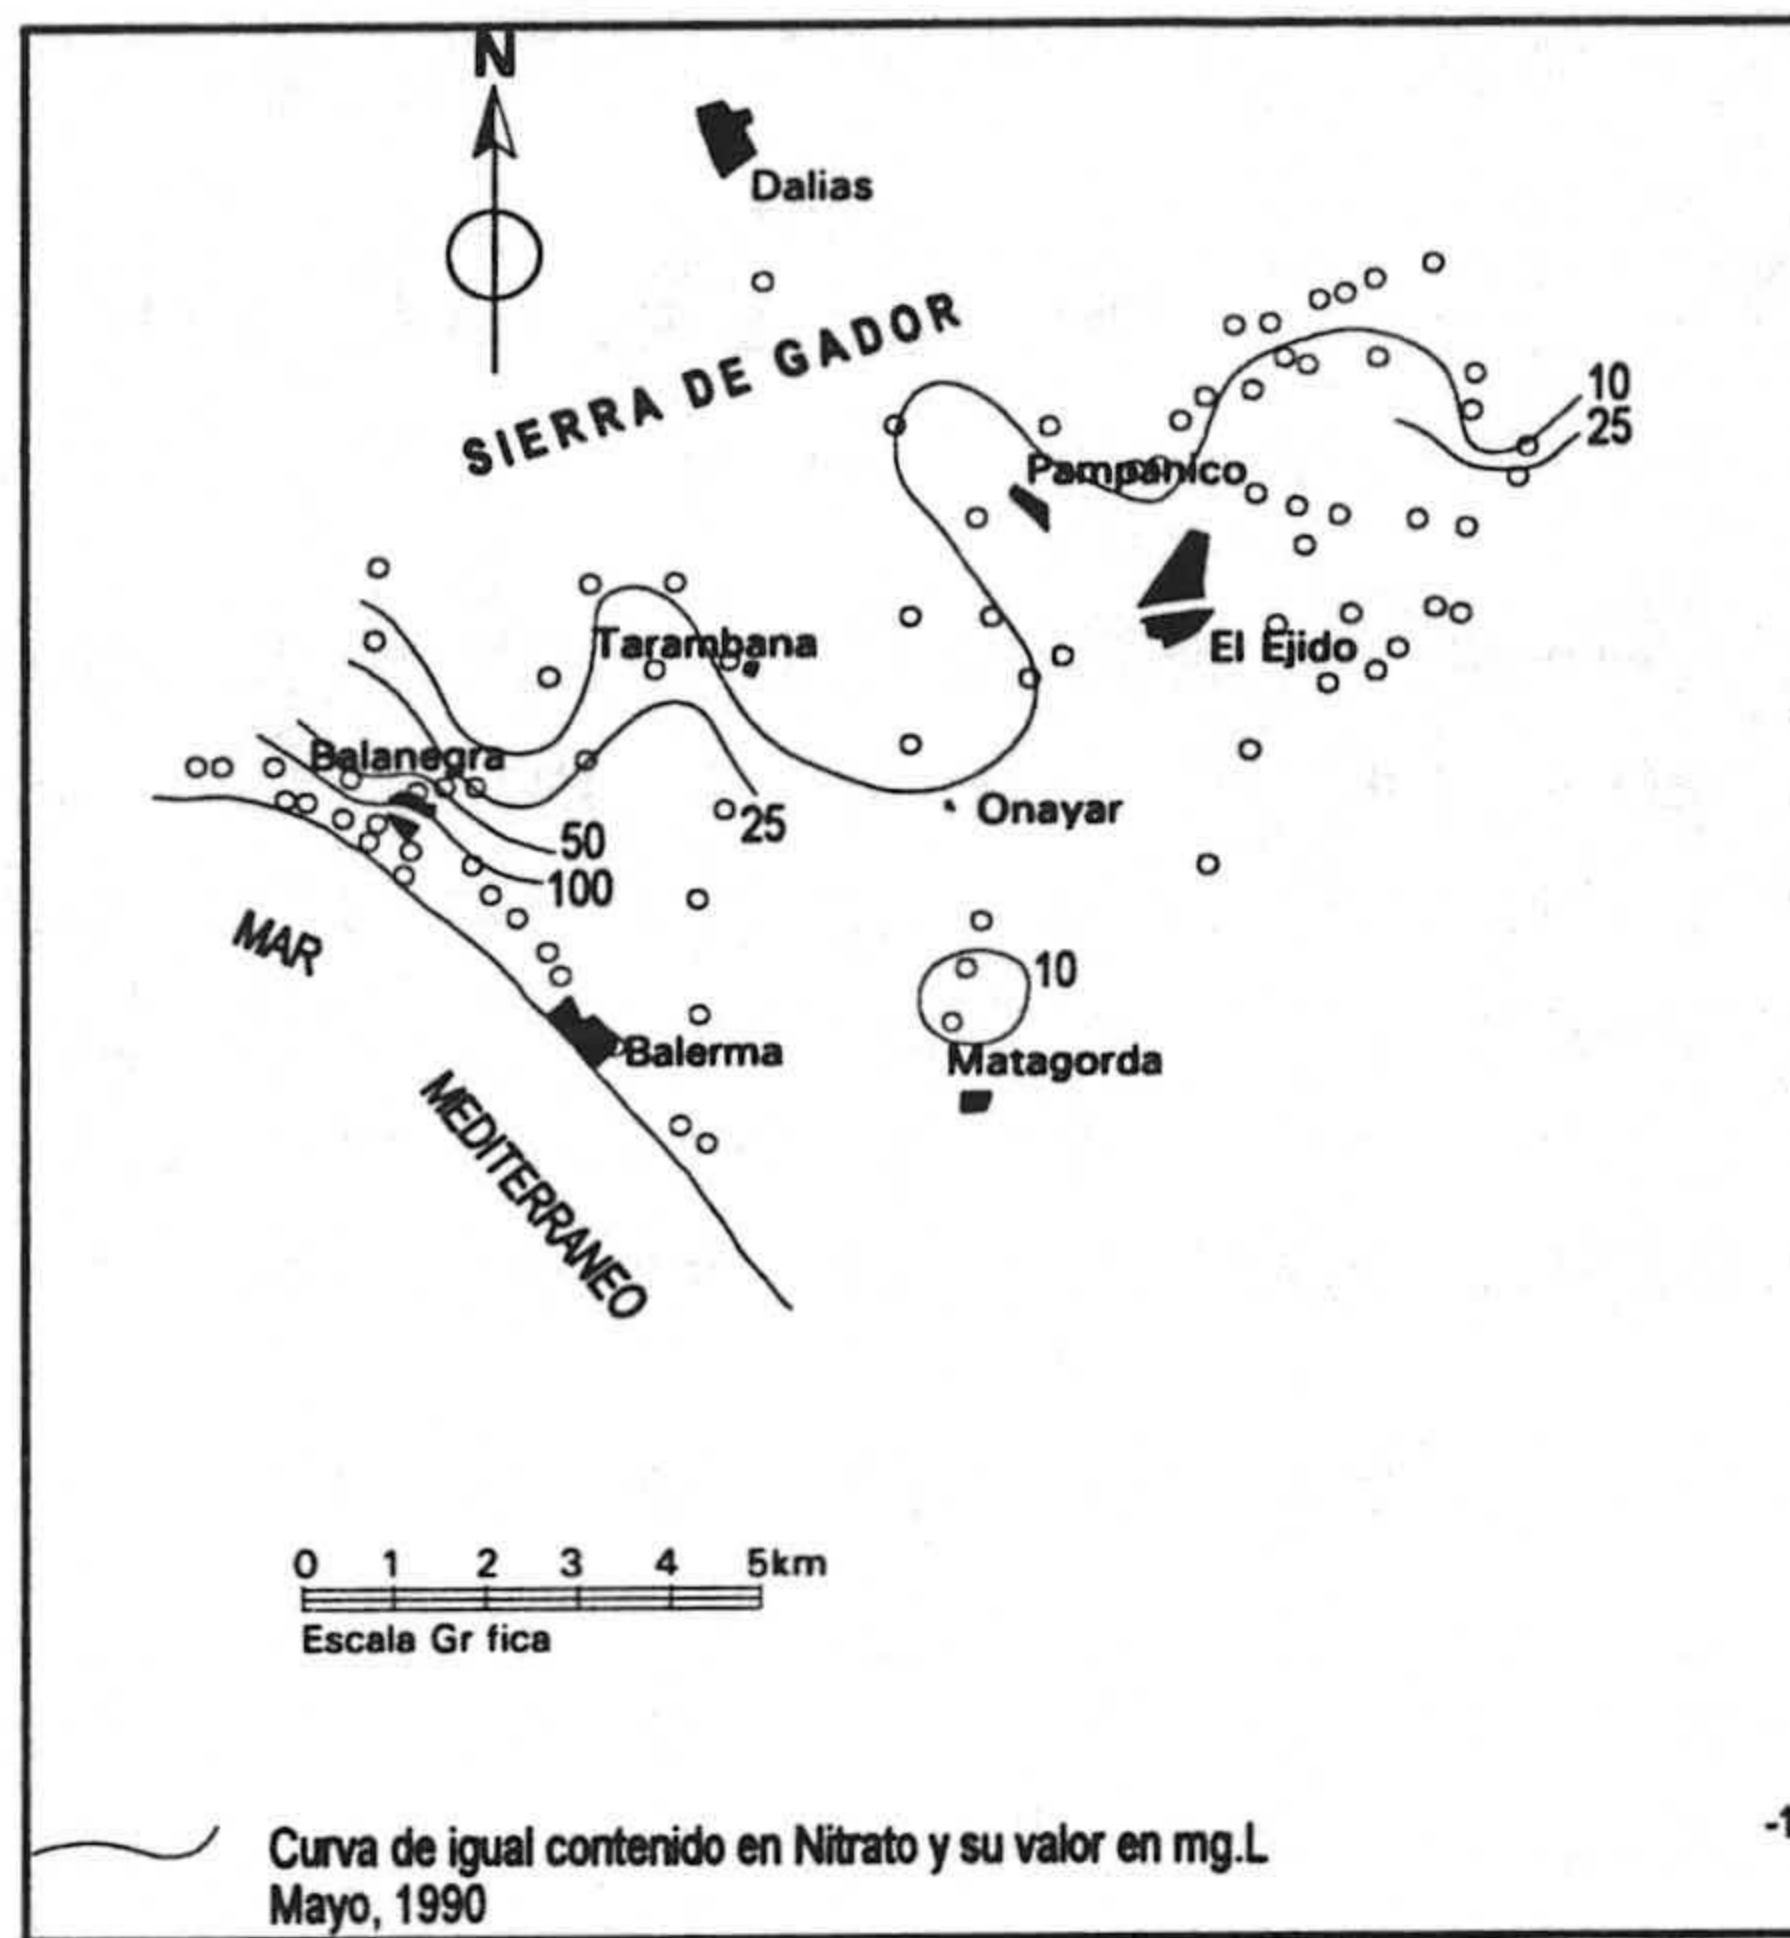 N
Dalias
SIERRA DE GADOR
10
25
Pampanico
Tarambana
El Ejido
Balanegra
Onayar
25
50
100
MAR
10
Balerma
Matagorda
MEDITERRANEO
0 1 2 3 4 5km
Escala Gr fica
-1
Curva de igual contenido en Nitrato y su valor en mg.L
Mayo, 1990